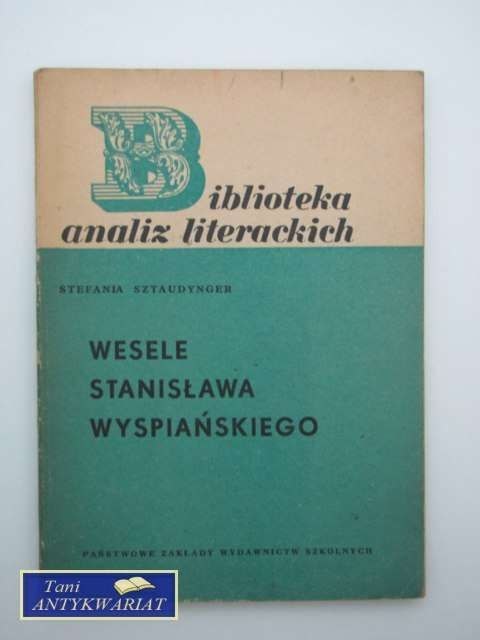 Biblioteka
analiz literackich
STEFANIA SZTAUDYNGER
WESELE
STANISŁAWA
WYSPIAŃSKIEGO
PAŃSTWOWE ZAKŁADY WYDAWNICTW SZKOLNYCH
Tani
ANTYKWARIAT